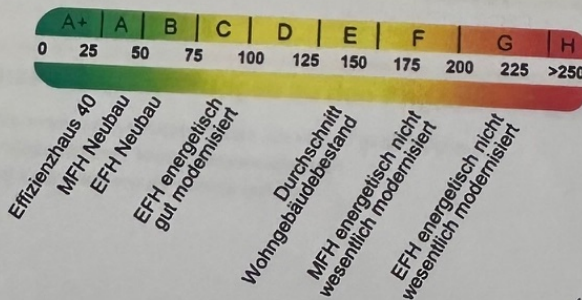 A+ A B C D E F G H
0 25 50 75 100 125 150 175 200 225 >250
Effizienzhaus 40
MFH Neubau
EFH Neubau
EFH energetisch
gut modernisiert
Durchschnitt
Wohngebäudebestand
MFH energetisch nicht
wesentlich modernisiert
EFH energetisch nicht
wesentlich modernisiert